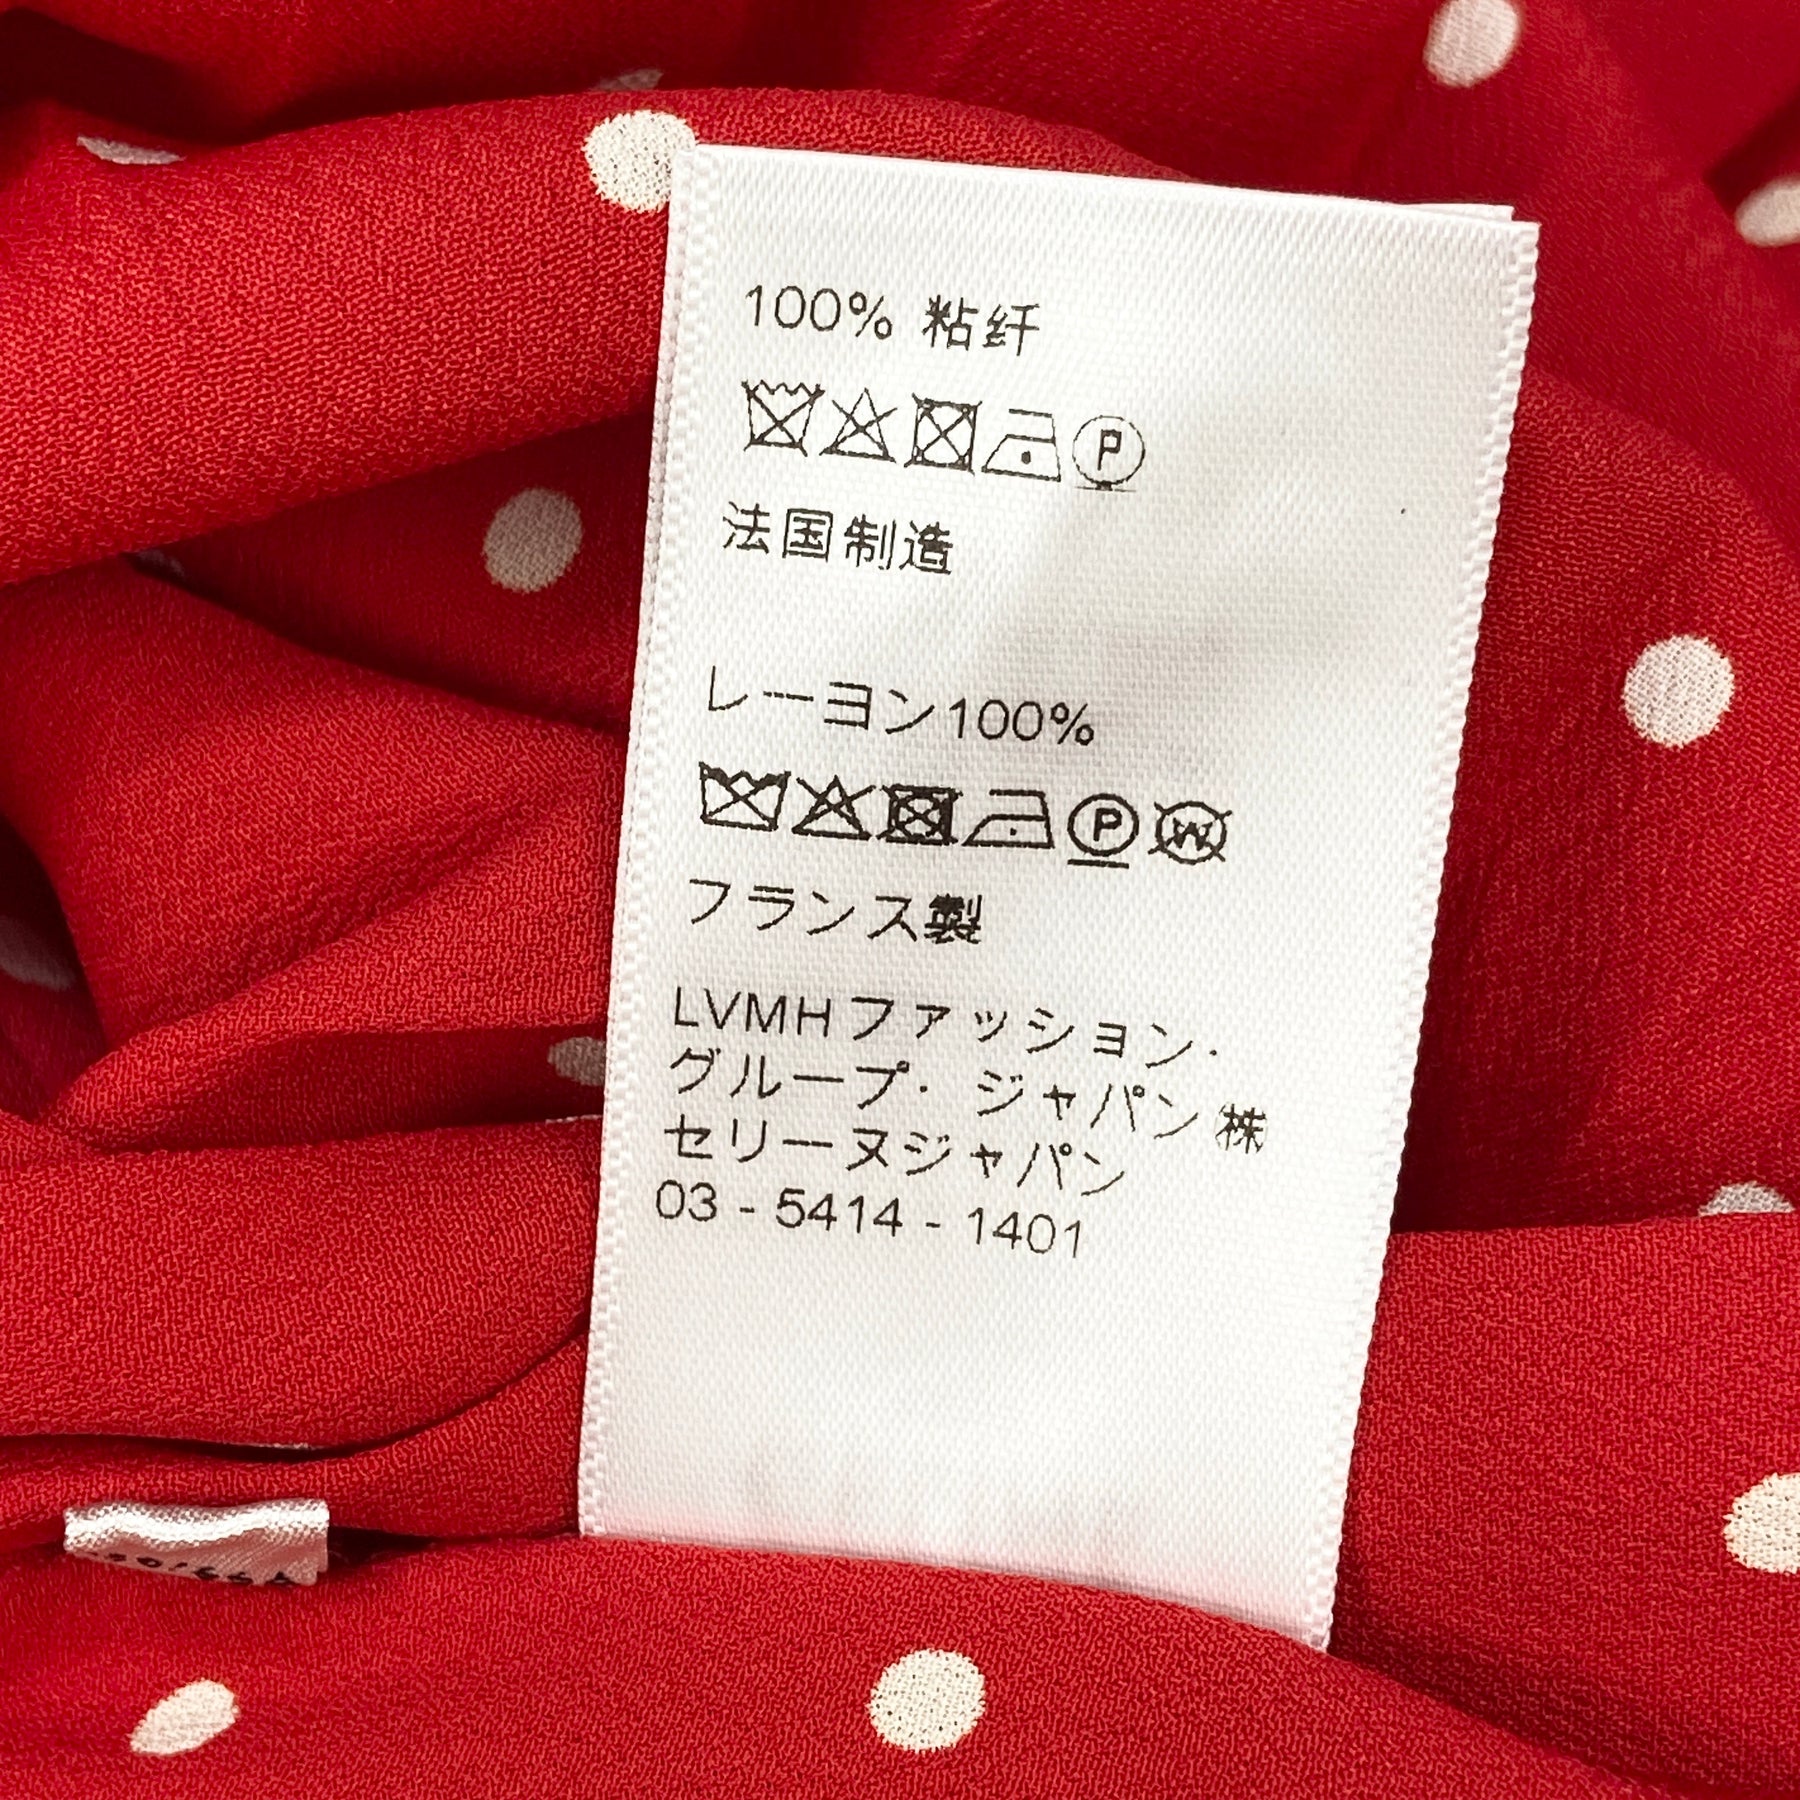 100% 粘纤
P
法国制造
レーヨン100%
P W
フランス製
LVMHファッション・
グループ・ジャパン株
セリーヌジャパン
03 - 5414 - 1401